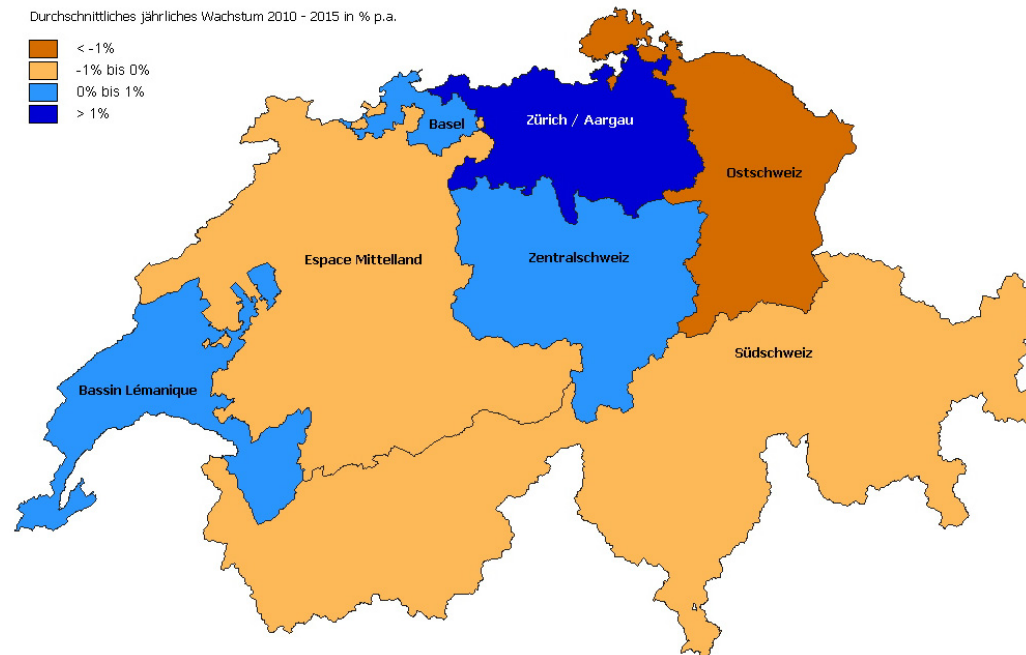 Durchschnittliches jährliches Wachstum 2010 - 2015 in % p.a.
< -1%
-1% bis 0%
0% bis 1%
> 1%
Basel
Zürich / Aargau
Ostschweiz
Espace Mittelland
Zentralschweiz
Südschweiz
Bassin Lémanique